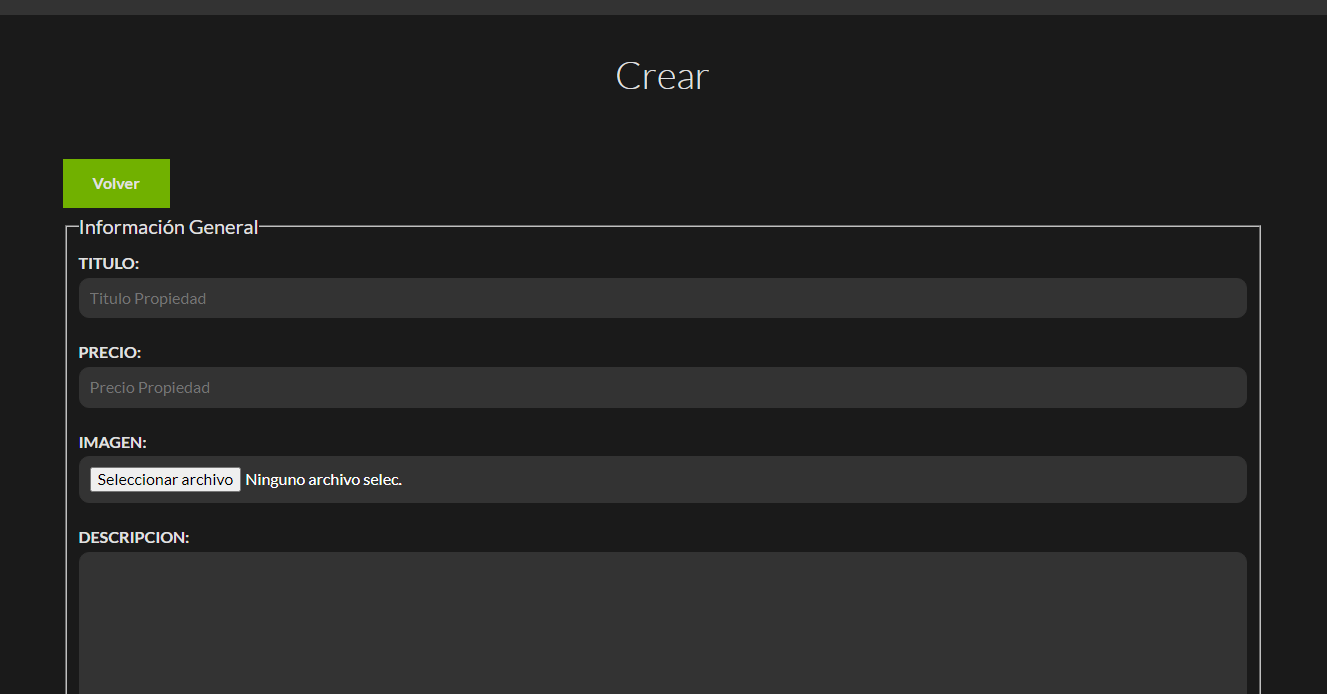 Crear
Volver
Información General
TITULO:
Titulo Propiedad
PRECIO:
Precio Propiedad
IMAGEN:
Seleccionar archivo Ninguno archivo selec.
DESCRIPCION: